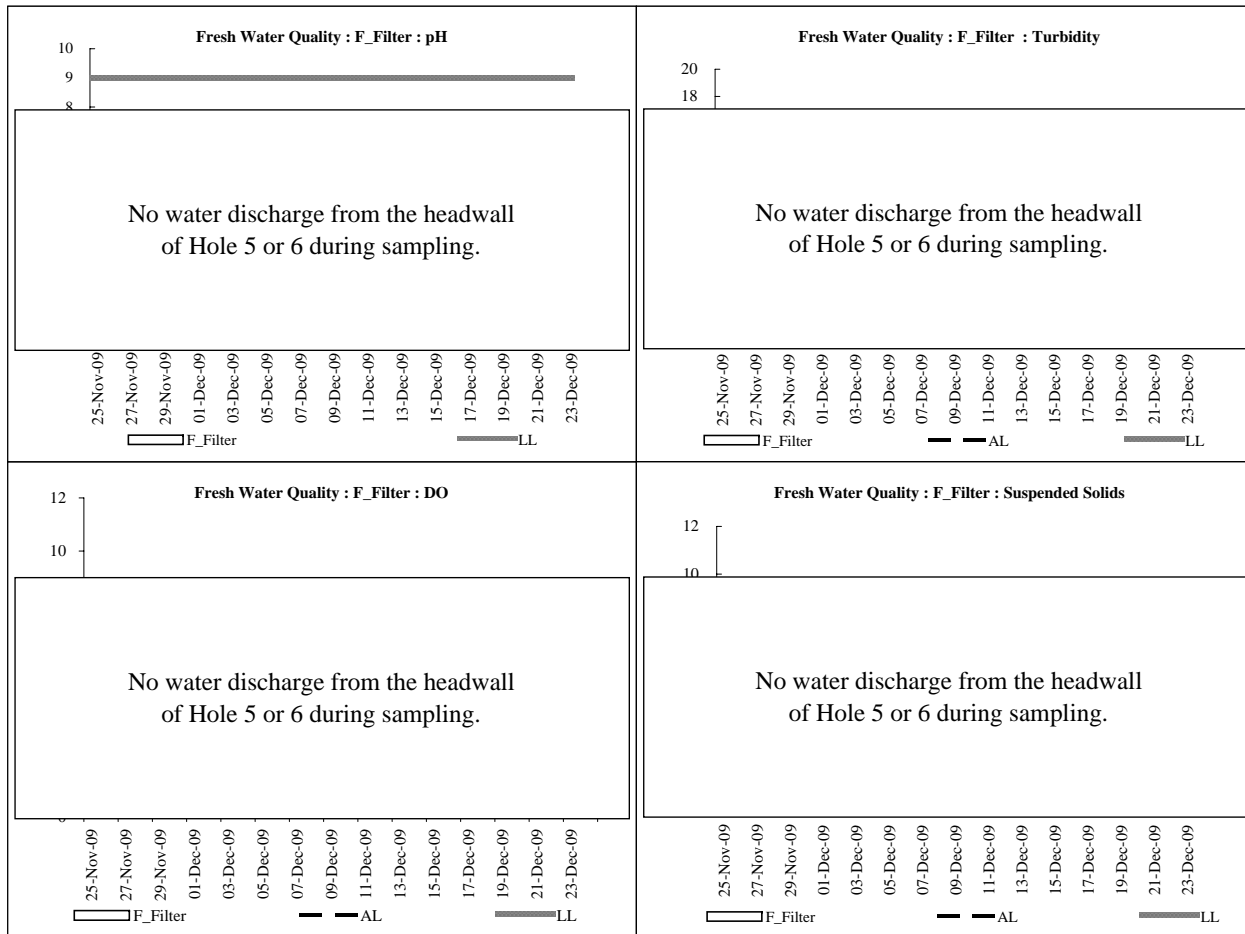 Fresh Water Quality : F_Filter : pH
10
9
8
No water discharge from the headwall
of Hole 5 or 6 during sampling.
25-Nov-09
27-Nov-09
29-Nov-09
01-Dec-09
03-Dec-09
05-Dec-09
07-Dec-09
09-Dec-09
11-Dec-09
13-Dec-09
15-Dec-09
17-Dec-09
19-Dec-09
21-Dec-09
23-Dec-09
F_Filter
LL
Fresh Water Quality : F_Filter : Turbidity
20
18
No water discharge from the headwall
of Hole 5 or 6 during sampling.
25-Nov-09
27-Nov-09
29-Nov-09
01-Dec-09
03-Dec-09
05-Dec-09
07-Dec-09
09-Dec-09
11-Dec-09
13-Dec-09
15-Dec-09
17-Dec-09
19-Dec-09
21-Dec-09
23-Dec-09
F_Filter
AL
LL
Fresh Water Quality : F_Filter : DO
12
10
No water discharge from the headwall
of Hole 5 or 6 during sampling.
25-Nov-09
27-Nov-09
29-Nov-09
01-Dec-09
03-Dec-09
05-Dec-09
07-Dec-09
09-Dec-09
11-Dec-09
13-Dec-09
15-Dec-09
17-Dec-09
19-Dec-09
21-Dec-09
23-Dec-09
F_Filter
AL
LL
Fresh Water Quality : F_Filter : Suspended Solids
12
10
No water discharge from the headwall
of Hole 5 or 6 during sampling.
25-Nov-09
27-Nov-09
29-Nov-09
01-Dec-09
03-Dec-09
05-Dec-09
07-Dec-09
09-Dec-09
11-Dec-09
13-Dec-09
15-Dec-09
17-Dec-09
19-Dec-09
21-Dec-09
23-Dec-09
F_Filter
AL
LL